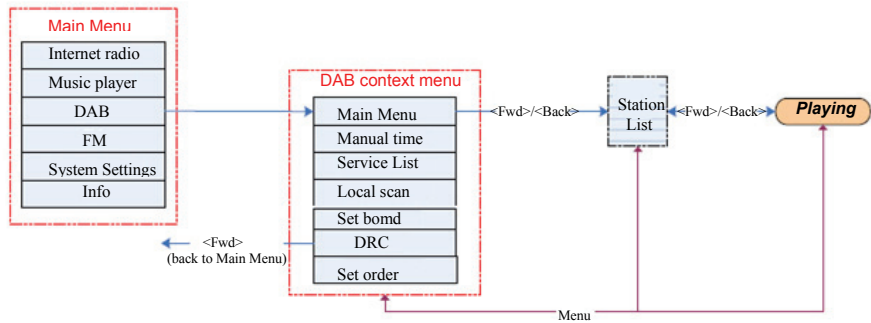 Main Menu
Internet radio
Music player
DAB
FM
System Settings
Info
DAB context menu
Main Menu
Manual time
Service List
Local scan
Set bomd
DRC
Set order
<Fwd>/<Back>
Station
List
<Fwd>/<Back>
Playing
<Fwd>
(back to Main Menu)
Menu